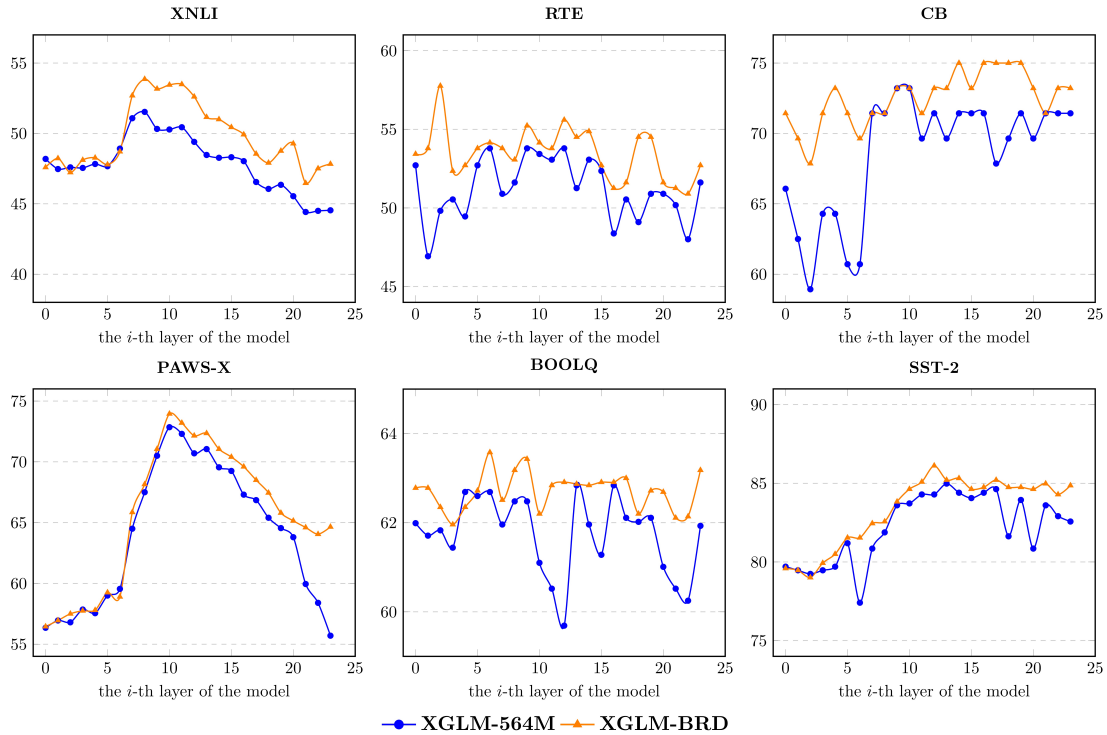 XNLI
RTE
CB
55
50
45
40
0 5 10 15 20 25
the i-th layer of the model
60
55
50
45
0 5 10 15 20 25
the i-th layer of the model
75
70
65
60
0 5 10 15 20 25
the i-th layer of the model
PAWS-X
BOOLQ
SST-2
75
70
65
60
55
0 5 10 15 20 25
the i-th layer of the model
64
62
60
0 5 10 15 20 25
the i-th layer of the model
90
85
80
75
0 5 10 15 20 25
the i-th layer of the model
XGLM-564M XGLM-BRD